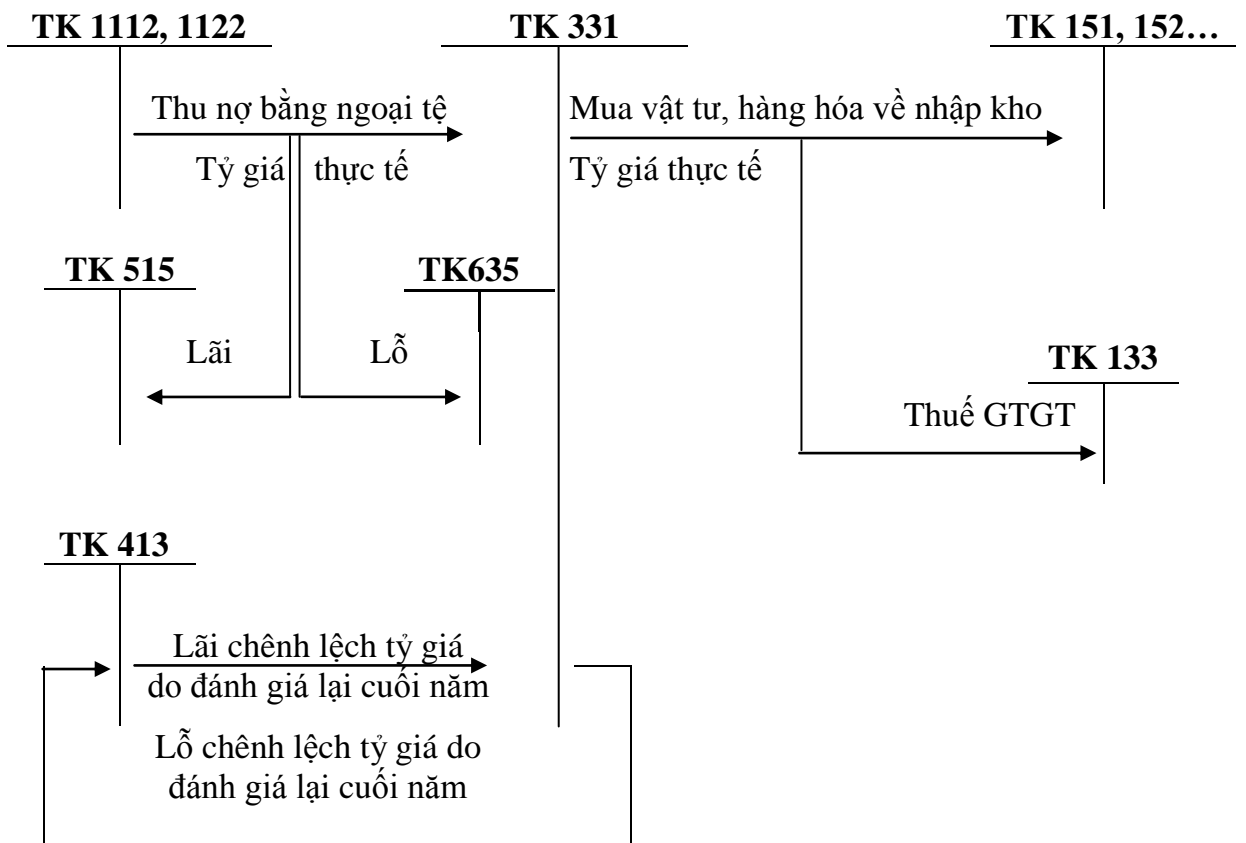 TK 1112, 1122
TK 331
TK 151, 152…
Thu nợ bằng ngoại tệ
Mua vật tư, hàng hóa về nhập kho
Tỷ giá
thực tế
Tỷ giá thực tế
TK 515
TK635
Lãi
Lỗ
TK 133
Thuế GTGT
TK 413
Lãi chênh lệch tỷ giá
do đánh giá lại cuối năm
Lỗ chênh lệch tỷ giá do
đánh giá lại cuối năm